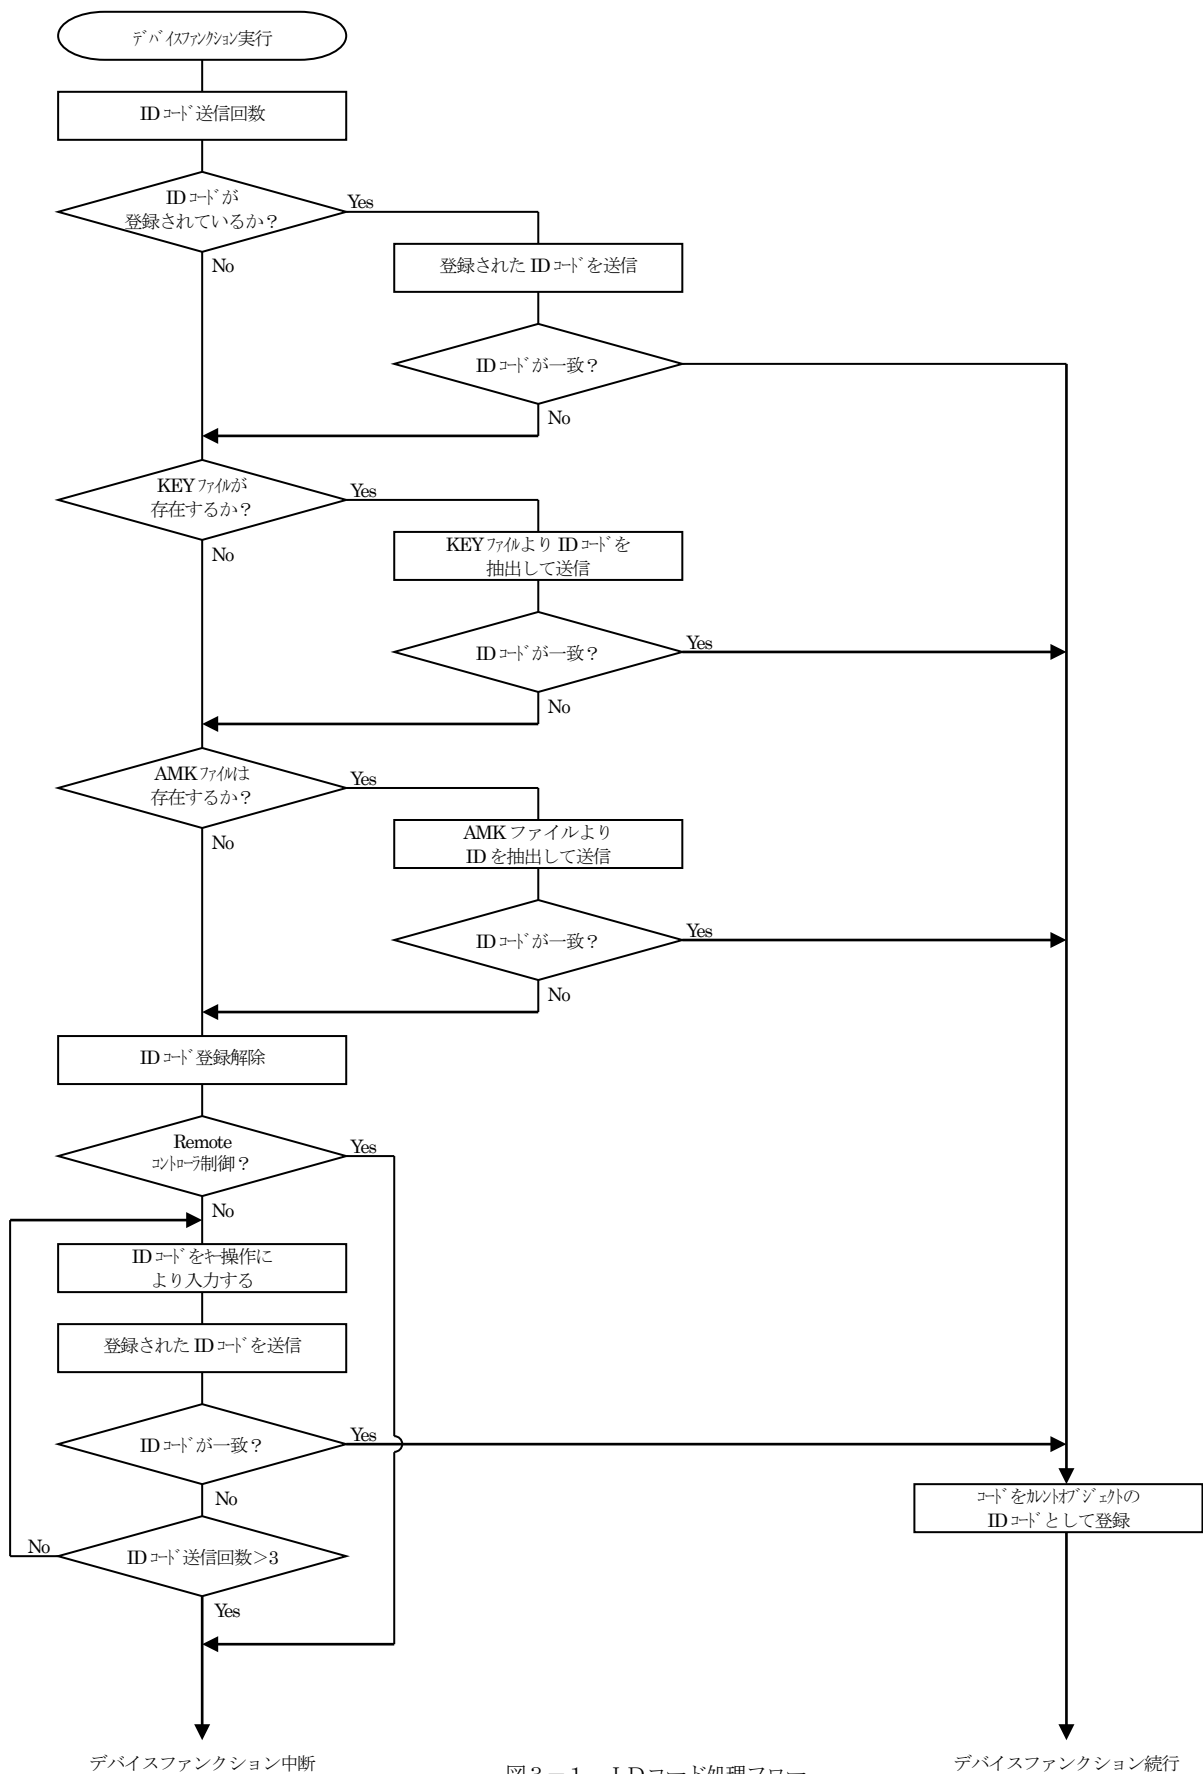 ﾃﾞﾊﾞｲｽﾌｧﾝｸｼｮﾝ実行
IDｺｰﾄﾞ送信回数
IDｺｰﾄﾞが
登録されているか？
Yes
No
登録されたIDｺｰﾄﾞを送信
IDｺｰﾄﾞが一致？
No
KEYﾌｧｲﾙが
存在するか？
Yes
No
KEYﾌｧｲﾙよりIDｺｰﾄﾞを
抽出して送信
IDｺｰﾄﾞが一致？
Yes
No
AMKﾌｧｲﾙは
存在するか？
Yes
No
AMKファイルより
IDを抽出して送信
IDｺｰﾄﾞが一致？
Yes
No
IDｺｰﾄﾞ登録解除
Remote
ｺﾝﾄﾛｰﾗ制御？
Yes
No
IDｺｰﾄﾞをｷｰ操作に
より入力する
登録されたIDｺｰﾄﾞを送信
IDｺｰﾄﾞが一致？
Yes
No
ｺｰﾄﾞをｶﾚﾝﾄｵﾌﾞｼﾞｪｸﾄの
IDｺｰﾄﾞとして登録
No
IDｺｰﾄﾞ送信回数＞3
Yes
デバイスファンクション中断
図３－１ ＩＤコード処理フロー
デバイスファンクション続行